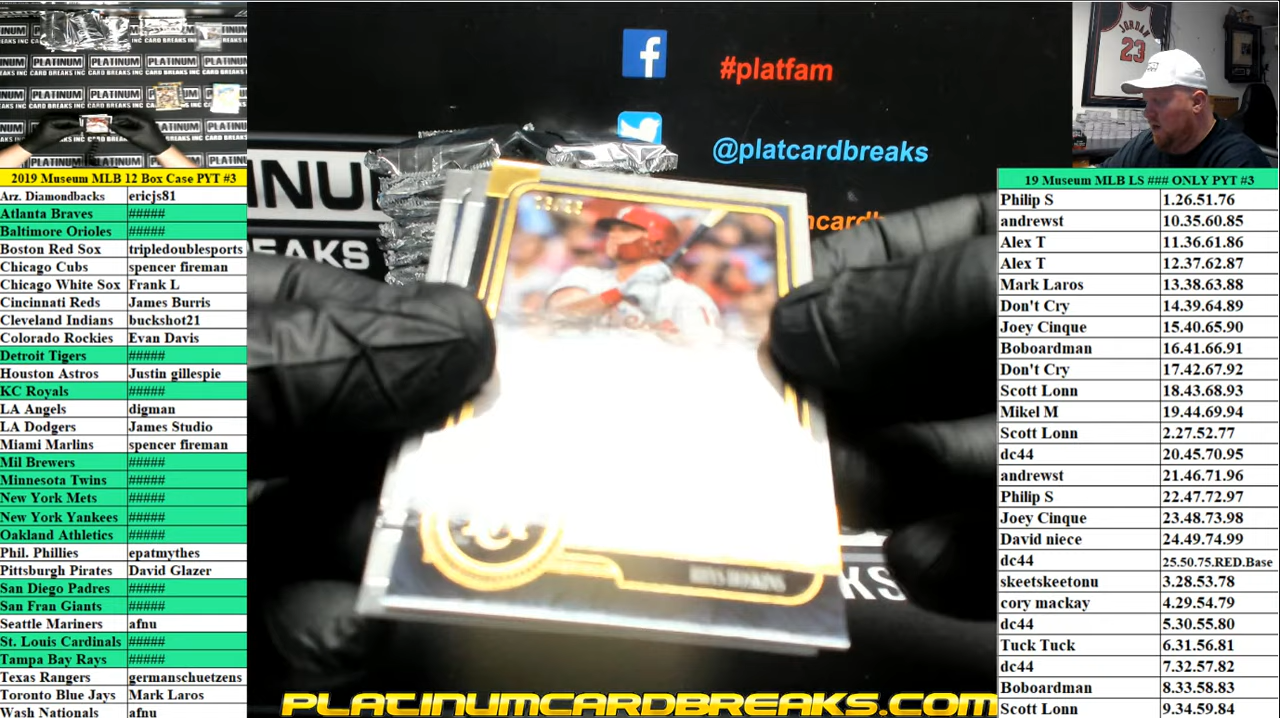 2019 Museum MLB 12 Box Case PYT #3
Arz. Diamondbacks ericjs81
Atlanta Braves #####
Baltimore Orioles #####
Boston Red Sox tripledoublesports
Chicago Cubs spencer fireman
Chicago White Sox Frank L
Cincinnati Reds James Burris
Cleveland Indians buckshot21
Colorado Rockies Evan Davis
Detroit Tigers #####
Houston Astros Justin gillespie
KC Royals #####
LA Angels digman
LA Dodgers James Studio
Miami Marlins spencer fireman
Mil Brewers #####
Minnesota Twins #####
New York Mets #####
New York Yankees #####
Oakland Athletics #####
Phil. Phillies epatmythes
Pittsburgh Pirates David Glazer
San Diego Padres #####
San Fran Giants #####
Seattle Mariners afnu
St. Louis Cardinals #####
Tampa Bay Rays #####
Texas Rangers germanschuetzens
Toronto Blue Jays Mark Laros
Wash Nationals afnu
#platfam
@platcardbreaks
PLATINUMCARDBREAKS.COM
JORDAN
23
19 Museum MLB LS ### ONLY PYT #3
Philip S 1.26.51.76
andrewst 10.35.60.85
Alex T 11.36.61.86
Alex T 12.37.62.87
Mark Laros 13.38.63.88
Don't Cry 14.39.64.89
Joey Cinque 15.40.65.90
Boboardman 16.41.66.91
Don't Cry 17.42.67.92
Scott Lonn 18.43.68.93
Mikel M 19.44.69.94
Scott Lonn 2.27.52.77
dc44 20.45.70.95
andrewst 21.46.71.96
Philip S 22.47.72.97
Joey Cinque 23.48.73.98
David niece 24.49.74.99
dc44 25.50.75.RED.Base
skeetskeetonu 3.28.53.78
cory mackay 4.29.54.79
dc44 5.30.55.80
Tuck Tuck 6.31.56.81
dc44 7.32.57.82
Boboardman 8.33.58.83
Scott Lonn 9.34.59.84